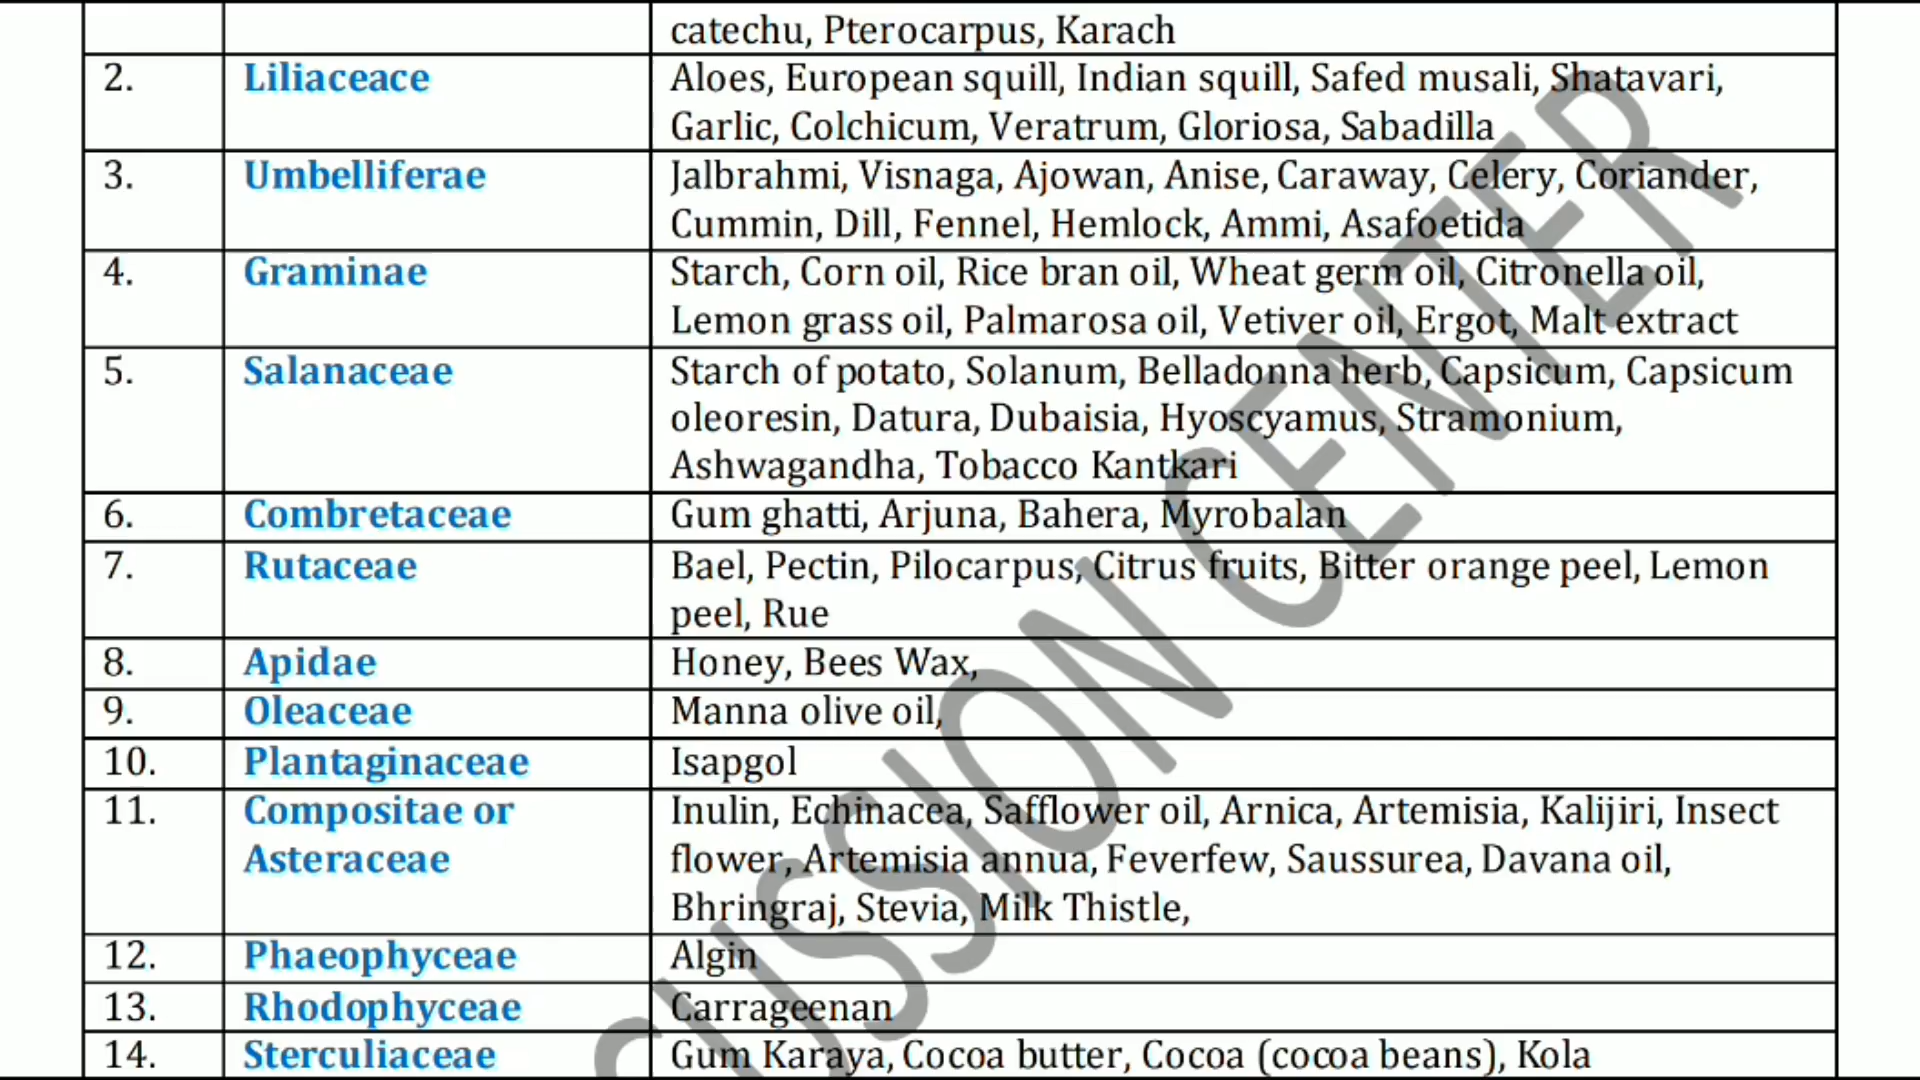 catechu, Pterocarpus, Karach
2. Liliaceace Aloes, European squill, Indian squill, Safed musali, Shatavari,
Garlic, Colchicum, Veratrum, Gloriosa, Sabadilla
3. Umbelliferae Jalbrahmi, Visnaga, Ajowan, Anise, Caraway, Celery, Coriander,
Cummin, Dill, Fennel, Hemlock, Ammi, Asafoetida
4. Graminae Starch, Corn oil, Rice bran oil, Wheat germ oil, Citronella oil,
Lemon grass oil, Palmarosa oil, Vetiver oil, Ergot, Malt extract
5. Salanaceae Starch of potato, Solanum, Belladonna herb, Capsicum, Capsicum
oleoresin, Datura, Dubaisia, Hyoscyamus, Stramonium,
Ashwagandha, Tobacco Kantkari
6. Combretaceae Gum ghatti, Arjuna, Bahera, Myrobalan
7. Rutaceae Bael, Pectin, Pilocarpus, Citrus fruits, Bitter orange peel, Lemon
peel, Rue
8. Apidae Honey, Bees Wax,
9. Oleaceae Manna olive oil,
10. Plantaginaceae Isapgol
11. Compositae or Inulin, Echinacea, Safflower oil, Arnica, Artemisia, Kalijiri, Insect
Asteraceae flower, Artemisia annua, Feverfew, Saussurea, Davana oil,
Bhringraj, Stevia, Milk Thistle,
12. Phaeophyceae Algin
13. Rhodophyceae Carrageenan
14. Sterculiaceae Gum Karaya, Cocoa butter, Cocoa (cocoa beans), Kola
CUSSION CENTER